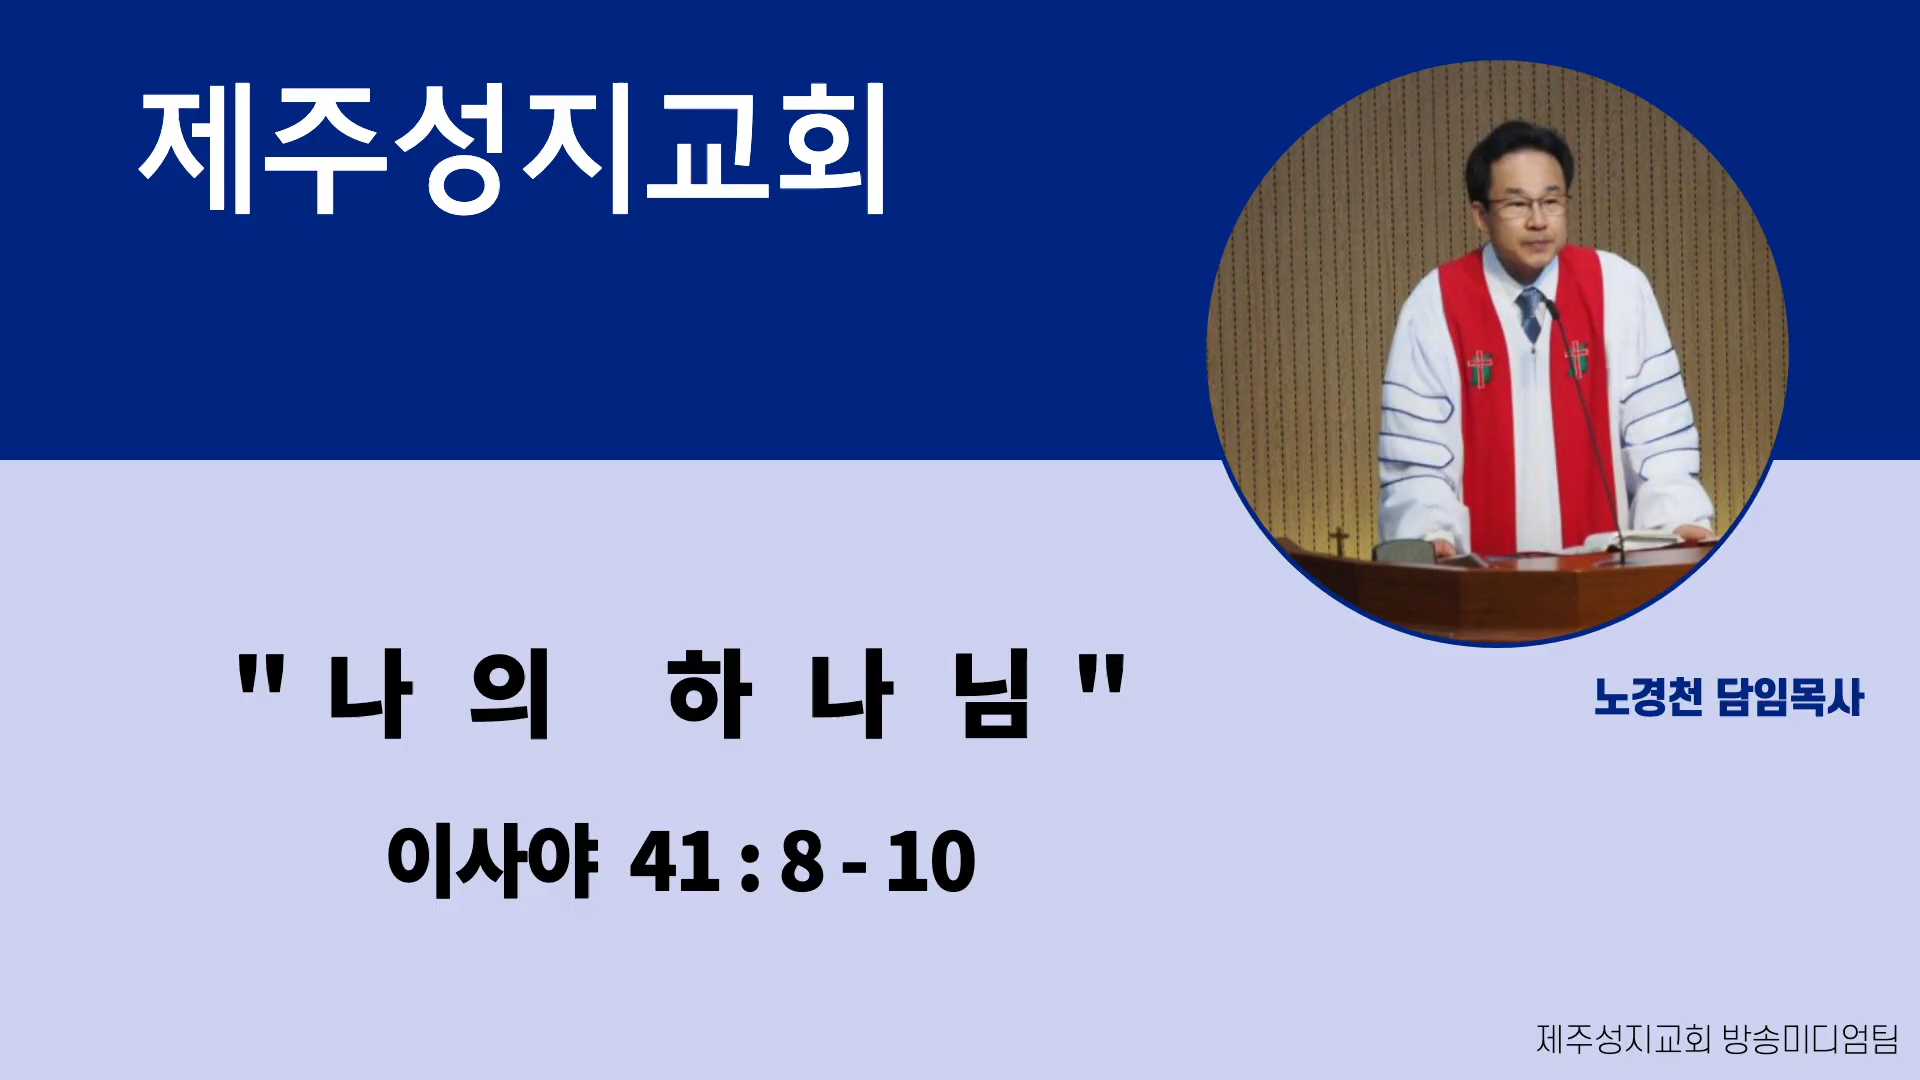 제주성지교회
"나의 하나님"
노경천 담임목사
이사야 41 : 8 - 10
제주성지교회 방송미디엄팀